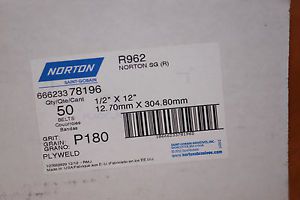 NORTON
SAINT-GOBAIN
R962
NORTON SG (R)
66623378196
Qty/Qte/Cant
50
BELTS
Courroies
Bandas
1/2" X 12"
12.70mm X 304.80mm
GRIT:
GRAIN:
GRANO:
P180
PLYWELD